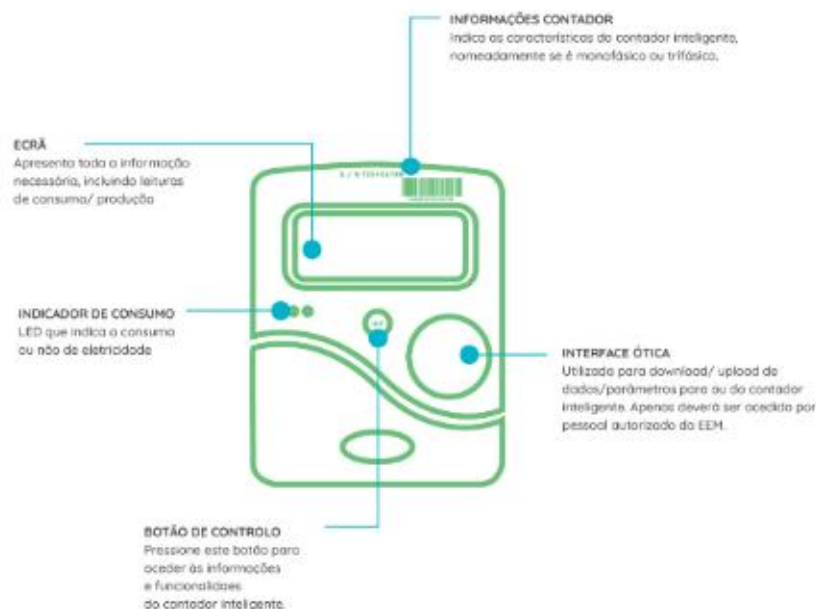 INFORMAÇÕES CONTADOR
Indica as características do contador inteligente,
nomeadamente se é monofásico ou trifásico.
ECRÃ
Apresenta toda a informação
necessária, incluindo leituras
de consumo/ produção
INDICADOR DE CONSUMO
LED que indica o consumo
ou não de eletricidade
INTERFACE ÓTICA
Utilizada para download/ upload de
dados/parâmetros para ou do contador
inteligente. Apenas deverá ser acedida por
pessoal autorizado da EEM.
BOTÃO DE CONTROLO
Pressione este botão para
aceder às informações
e funcionalidaes
do contador inteligente.